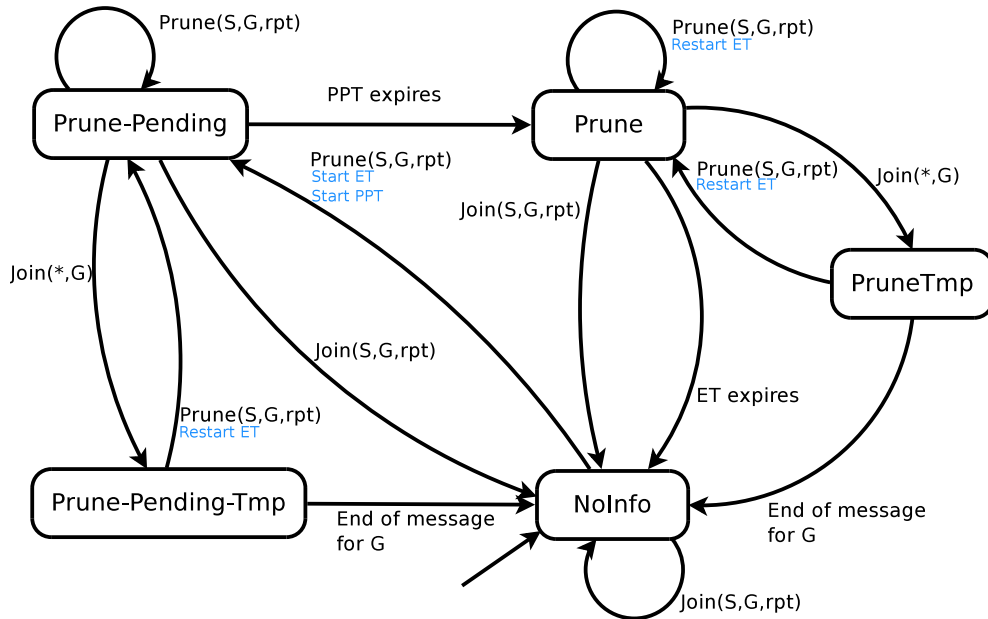 Prune(S,G,rpt)
Prune(S,G,rpt)
Restart ET
Prune-Pending
PPT expires
Prune
Prune(S,G,rpt)
Start ET
Start PPT
Prune(S,G,rpt)
Restart ET
Join(*,G)
Join(S,G,rpt)
Join(*,G)
PruneTmp
Join(S,G,rpt)
ET expires
Prune(S,G,rpt)
Restart ET
Prune-Pending-Tmp
End of message
for G
NoInfo
End of message
for G
Join(S,G,rpt)